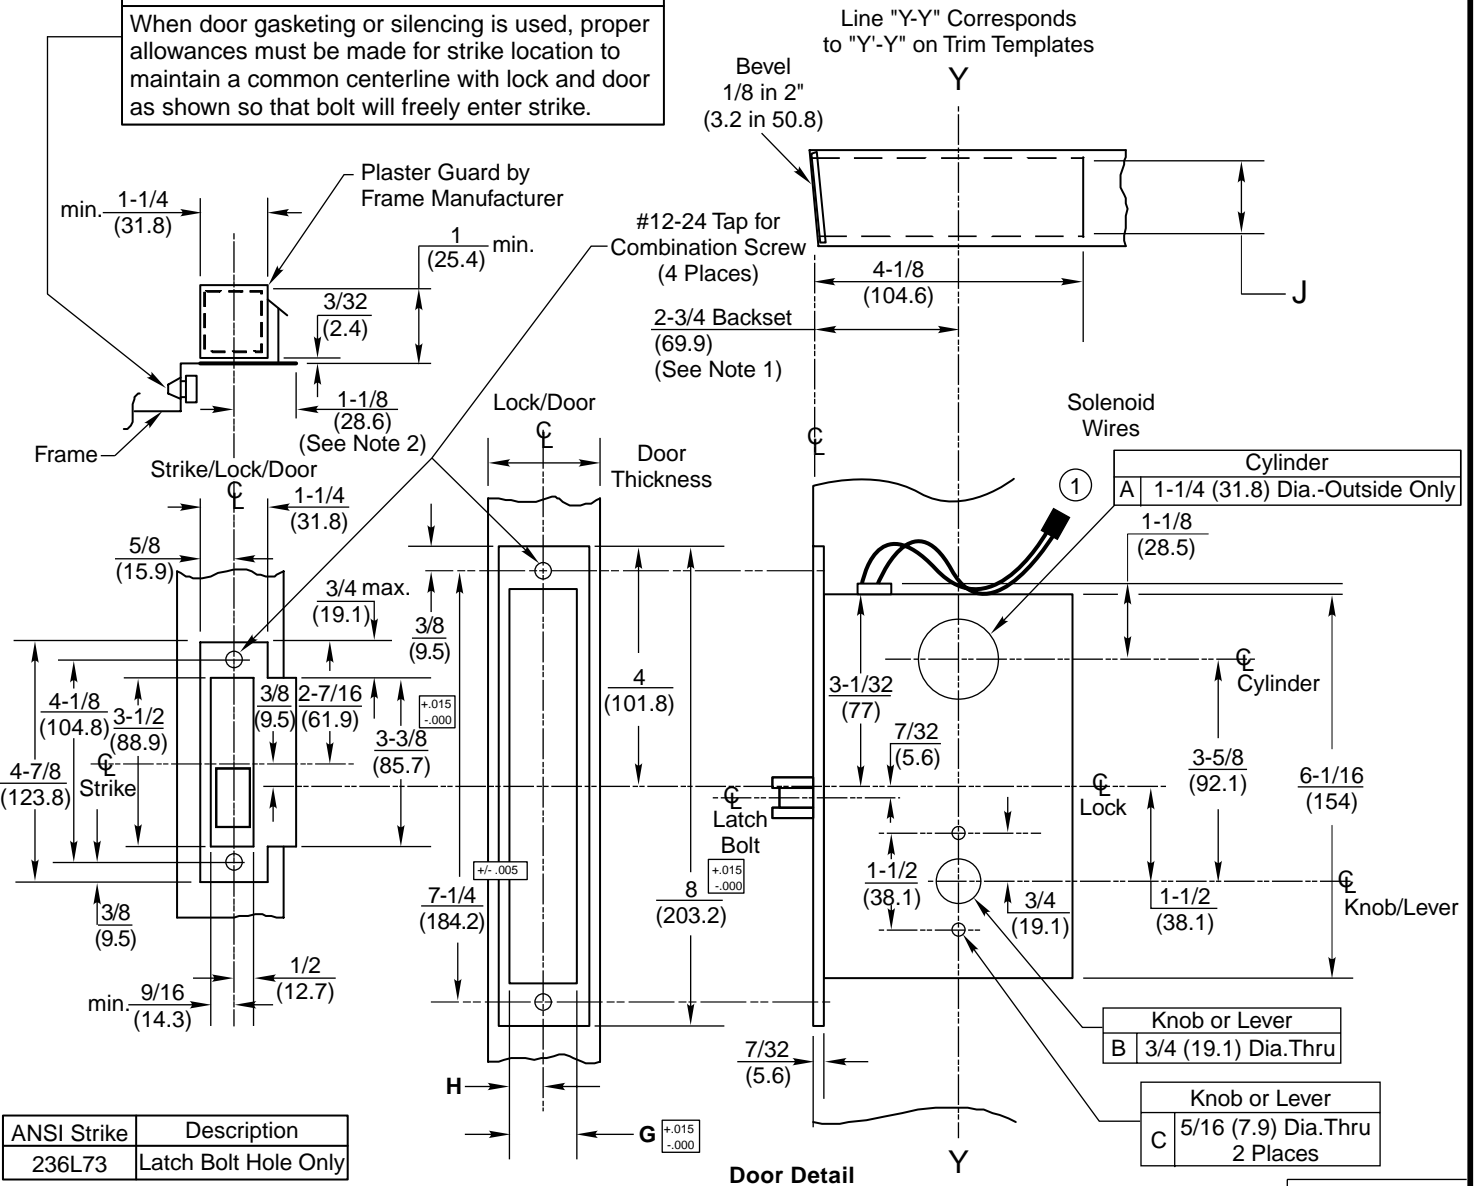 When door gasketing or silencing is used, proper
allowances must be made for strike location to
maintain a common centerline with lock and door
as shown so that bolt will freely enter strike.
Line "Y-Y" Corresponds
to "Y'-Y" on Trim Templates
Y
Bevel
1/8 in 2"
(3.2 in 50.8)
Plaster Guard by
Frame Manufacturer
min. 1-1/4
(31.8)
1 min.
(25.4)
3/32
(2.4)
#12-24 Tap for
Combination Screw
(4 Places)
4-1/8
(104.6)
J
2-3/4 Backset
(69.9)
(See Note 1)
1-1/8
(28.6)
(See Note 2)
Frame
Strike/Lock/Door
CL
1-1/4
(31.8)
5/8
(15.9)
3/4 max.
(19.1)
Lock/Door
CL
Door
Thickness
CL
Solenoid
Wires
1
Cylinder
A 1-1/4 (31.8) Dia.-Outside Only
1-1/8
(28.5)
3/8
(9.5)
4-1/8
(104.8)
3-1/2
(88.9)
3/8
(9.5)
2-7/16
(61.9)
+.015
-.000
3-3/8
(85.7)
4-7/8
(123.8)
CL
Strike
4
(101.8)
3-1/32
(77)
7/32
(5.6)
CL
Cylinder
3-5/8
(92.1)
6-1/16
(154)
CL
Lock
CL
Latch
Bolt
+/- .005
7-1/4
(184.2)
8
(203.2)
+.015
-.000
1-1/2
(38.1)
3/4
(19.1)
1-1/2
(38.1)
CL
Knob/Lever
3/8
(9.5)
1/2
(12.7)
min. 9/16
(14.3)
7/32
(5.6)
Knob or Lever
B 3/4 (19.1) Dia.Thru
Knob or Lever
C 5/16 (7.9) Dia.Thru
2 Places
H
G +.015
-.000
ANSI Strike Description
236L73 Latch Bolt Hole Only
Y
Door Detail